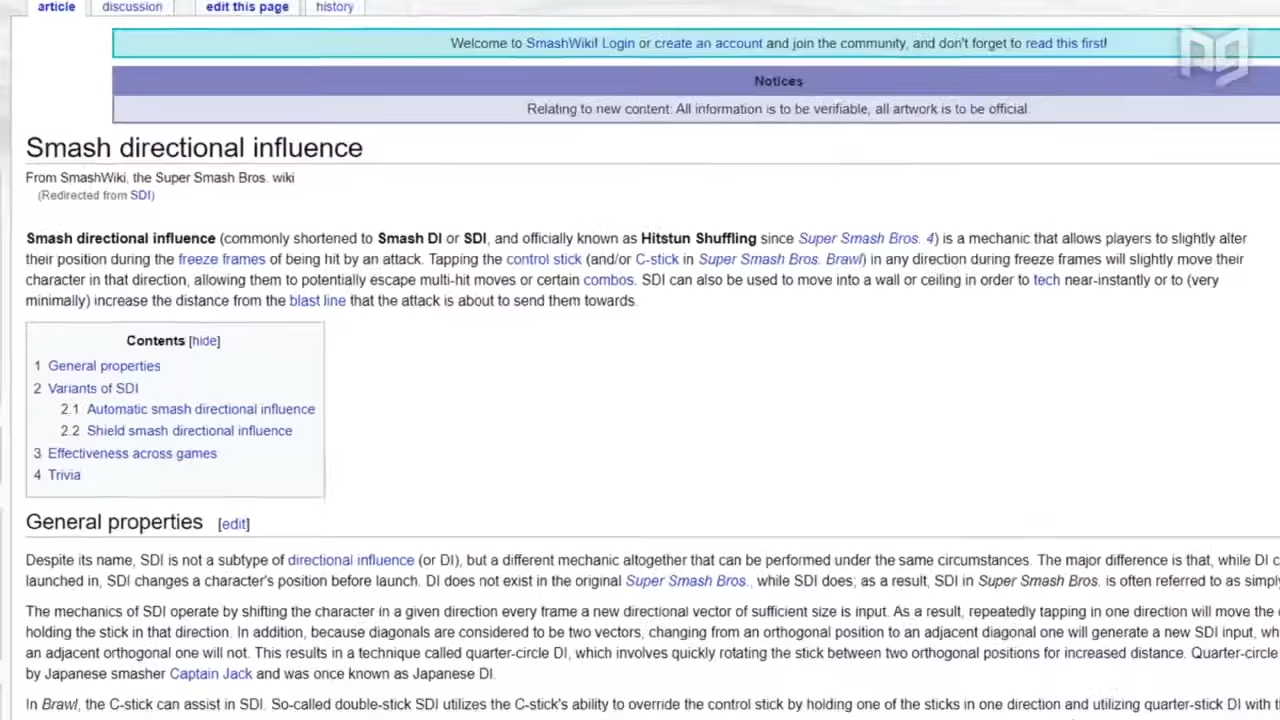 article discussion edit this page history
Welcome to SmashWiki! Login or create an account and join the community, and don't forget to read this first!
Notices
Relating to new content: All information is to be verifiable, all artwork is to be official.
Smash directional influence
From SmashWiki, the Super Smash Bros. wiki
(Redirected from SDI)
Smash directional influence (commonly shortened to Smash DI or SDI, and officially known as Hitstun Shuffling since Super Smash Bros. 4) is a mechanic that allows players to slightly alter
their position during the freeze frames of being hit by an attack. Tapping the control stick (and/or C-stick in Super Smash Bros. Brawl) in any direction during freeze frames will slightly move their
character in that direction, allowing them to potentially escape multi-hit moves or certain combos. SDI can also be used to move into a wall or ceiling in order to tech near-instantly or to (very
minimally) increase the distance from the blast line that the attack is about to send them towards.
Contents [hide]
1 General properties
2 Variants of SDI
2.1 Automatic smash directional influence
2.2 Shield smash directional influence
3 Effectiveness across games
4 Trivia
General properties [edit]
Despite its name, SDI is not a subtype of directional influence (or DI), but a different mechanic altogether that can be performed under the same circumstances. The major difference is that, while DI c
launched in, SDI changes a character's position before launch. DI does not exist in the original Super Smash Bros., while SDI does; as a result, SDI in Super Smash Bros. is often referred to as simply
The mechanics of SDI operate by shifting the character in a given direction every frame a new directional vector of sufficient size is input. As a result, repeatedly tapping in one direction will move the
holding the stick in that direction. In addition, because diagonals are considered to be two vectors, changing from an orthogonal position to an adjacent diagonal one will generate a new SDI input, wh
an adjacent orthogonal one will not. This results in a technique called quarter-circle DI, which involves quickly rotating the stick between two orthogonal positions for increased distance. Quarter-circle
by Japanese smasher Captain Jack and was once known as Japanese DI.
In Brawl, the C-stick can assist in SDI. So-called double-stick SDI utilizes the C-stick's ability to override the control stick by holding one of the sticks in one direction and utilizing quarter-stick DI with t